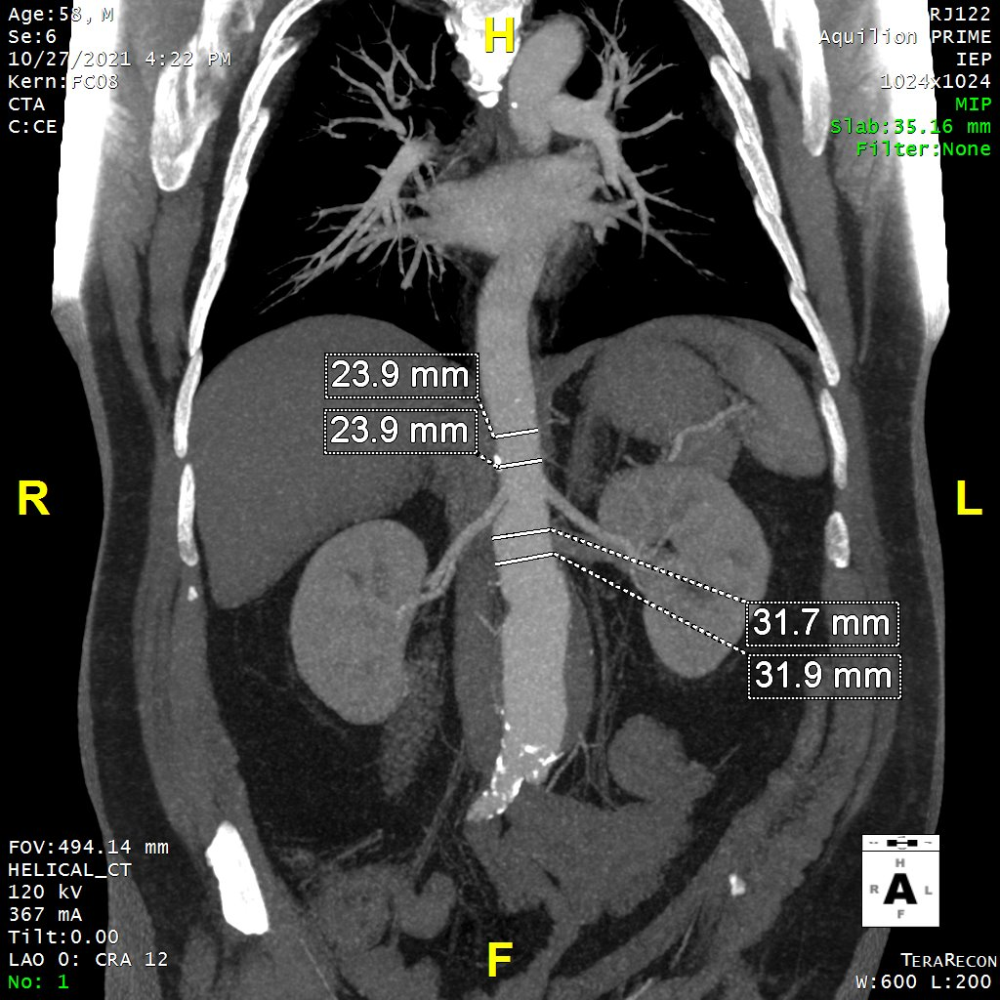 Age:58, M
Se:6
10/27/2021 4:22 PM
Kern:FC08
CTA
C:CE
H
RJ122
Aquilion PRIME
IEP
1024x1024
MIP
Slab:35.16 mm
Filter:None
23.9 mm
23.9 mm
R
L
31.7 mm
31.9 mm
FOV:494.14 mm
HELICAL_CT
120 kV
367 mA
Tilt:0.00
LAO 0: CRA 12
No: 1
F
H
R A L
F
TERARECON
W:600 L:200